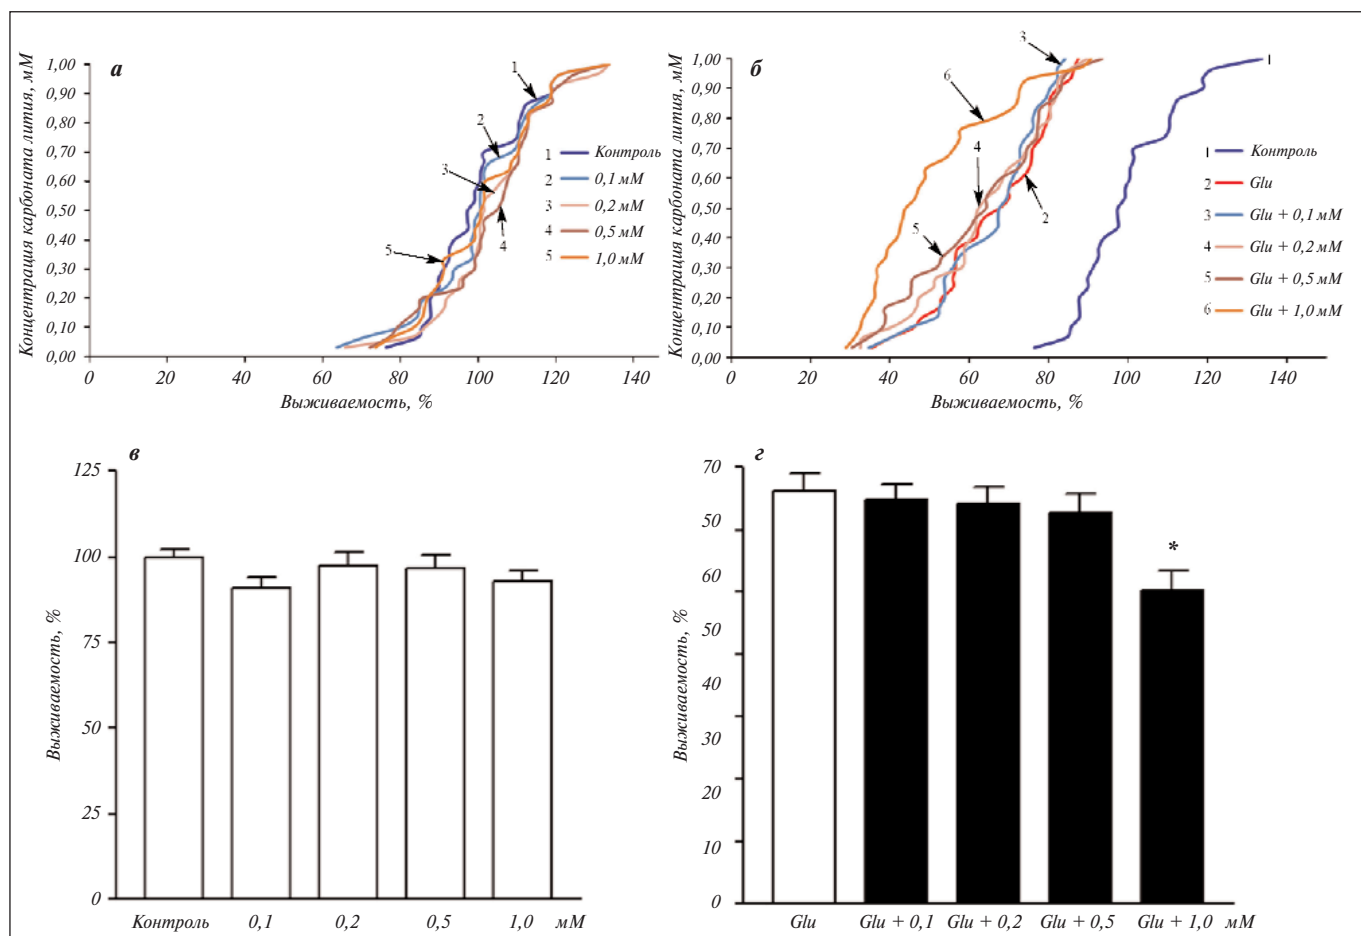 а
Концентрация карбоната лития, мМ
1,00
0,90
0,80
0,70
0,60
0,50
0,40
0,30
0,20
0,10
0,00
0 20 40 60 80 100 120 140
Выживаемость, %
1
2
3
4
5
1 Контроль
2 0,1 мМ
3 0,2 мМ
4 0,5 мМ
5 1,0 мМ
б
Концентрация карбоната лития, мМ
1,00
0,90
0,80
0,70
0,60
0,50
0,40
0,30
0,20
0,10
0,00
0 20 40 60 80 100 120 140
Выживаемость, %
3
1
6
4
5
2
1 Контроль
2 Glu
3 Glu + 0,1 мМ
4 Glu + 0,2 мМ
5 Glu + 0,5 мМ
6 Glu + 1,0 мМ
в
Выживаемость, %
125
100
75
50
25
0
Контроль 0,1 0,2 0,5 1,0 мМ
г
Выживаемость, %
70
50
60
50
40
30
20
10
0
*
Glu Glu + 0,1 Glu + 0,2 Glu + 0,5 Glu + 1,0 мМ